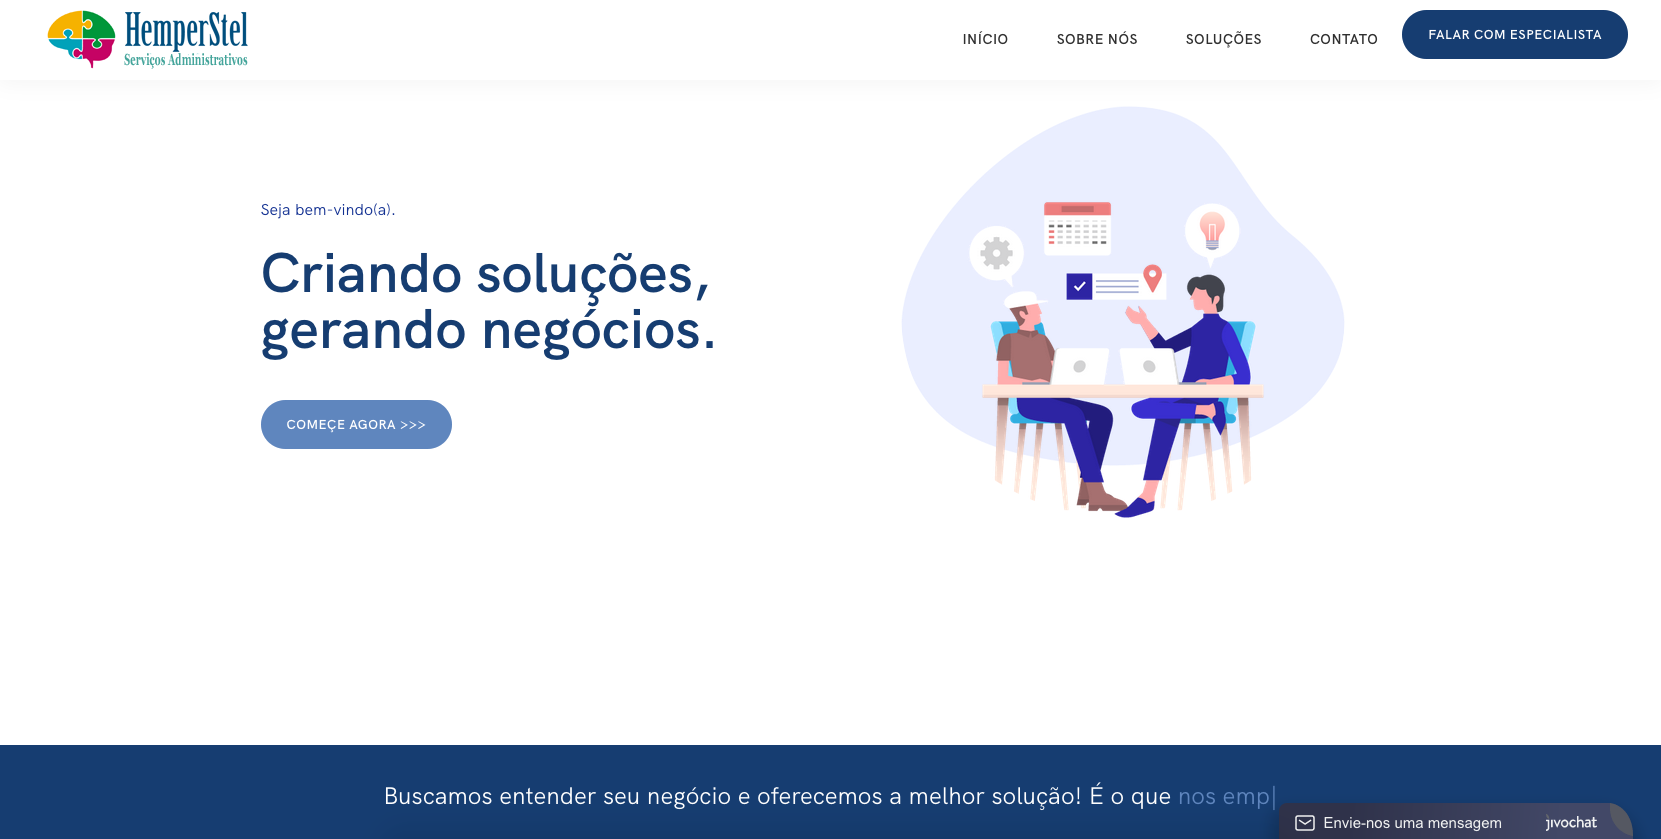 HemperStel
Serviços Administrativos
INÍCIO
SOBRE NÓS
SOLUÇÕES
CONTATO
FALAR COM ESPECIALISTA
Seja bem-vindo(a).
Criando soluções,
gerando negócios.
COMEÇE AGORA >>>
Buscamos entender seu negócio e oferecemos a melhor solução! É o que nos emp|
Envie-nos uma mensagem
jivochat